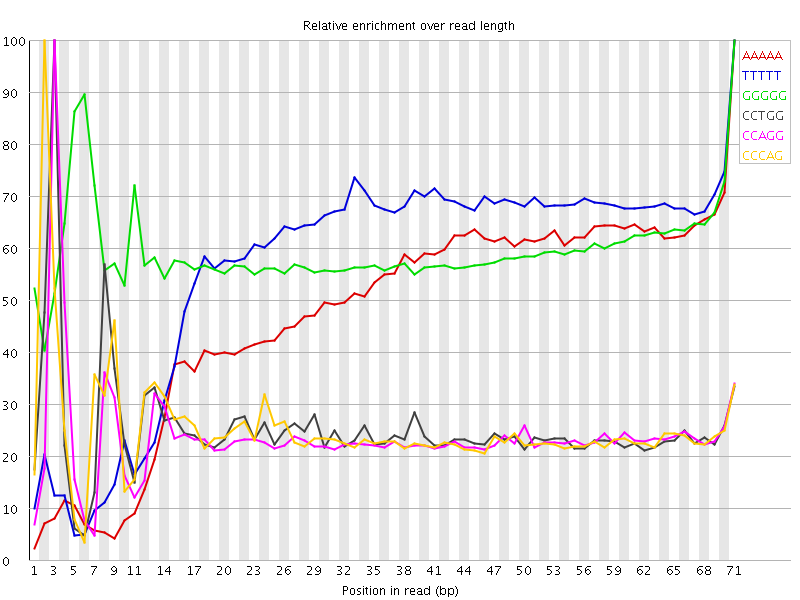 Relative enrichment over read length
100
90
80
70
60
50
40
30
20
10
0
AAAAA
TTTTT
GGGGG
CCTGG
CCAGG
CCCAG
1 3 5 7 9 11 14 17 20 23 26 29 32 35 38 41 44 47 50 53 56 59 62 65 68 71
Position in read (bp)